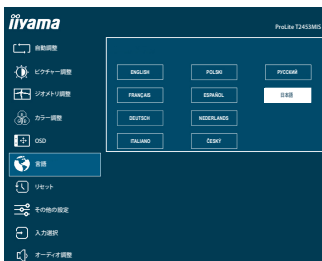 iiyama
ProLite T2453MIS
自動調整
ピクチャー調整
ジオメトリ調整
カラー調整
OSD
言語
リセット
その他の設定
入力選択
オーディオ調整
ENGLISH
POLSKI
РУССКИЙ
FRANÇAIS
ESPAÑOL
日本語
DEUTSCH
NEDERLANDS
ITALIANO
ČESKY